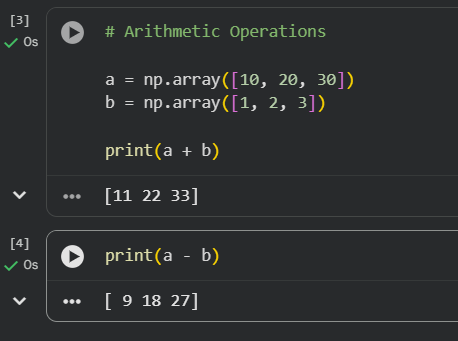 [3]
0s
# Arithmetic Operations
a = np.array([10, 20, 30])
b = np.array([1, 2, 3])
print(a + b)
[11 22 33]
[4]
0s
print(a - b)
[ 9 18 27]